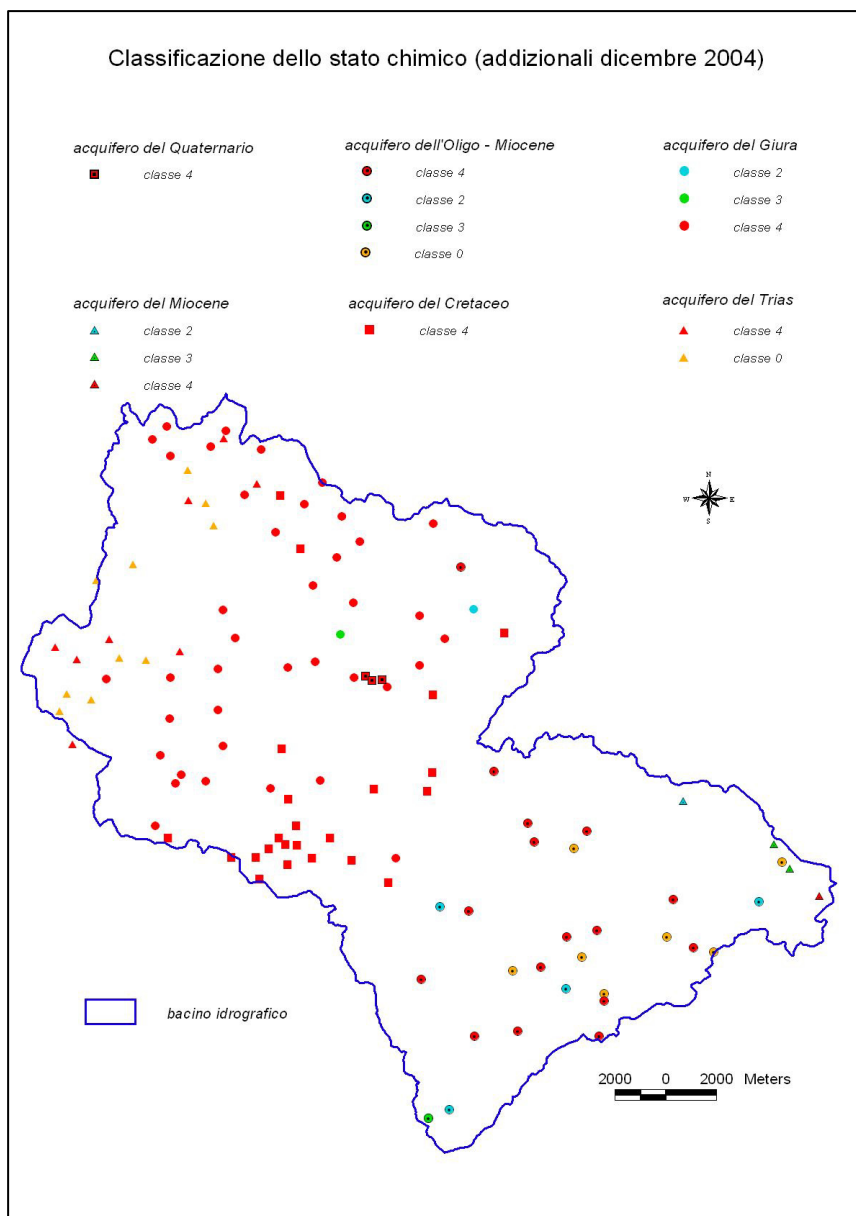 Classificazione dello stato chimico (addizionali dicembre 2004)
acquifero del Quaternario
classe 4
acquifero dell'Oligo - Miocene
classe 4
classe 2
classe 3
classe 0
acquifero del Giura
classe 2
classe 3
classe 4
acquifero del Miocene
classe 2
classe 3
classe 4
acquifero del Cretaceo
classe 4
acquifero del Trias
classe 4
classe 0
N
W E
S
bacino idrografico
2000 0 2000 Meters